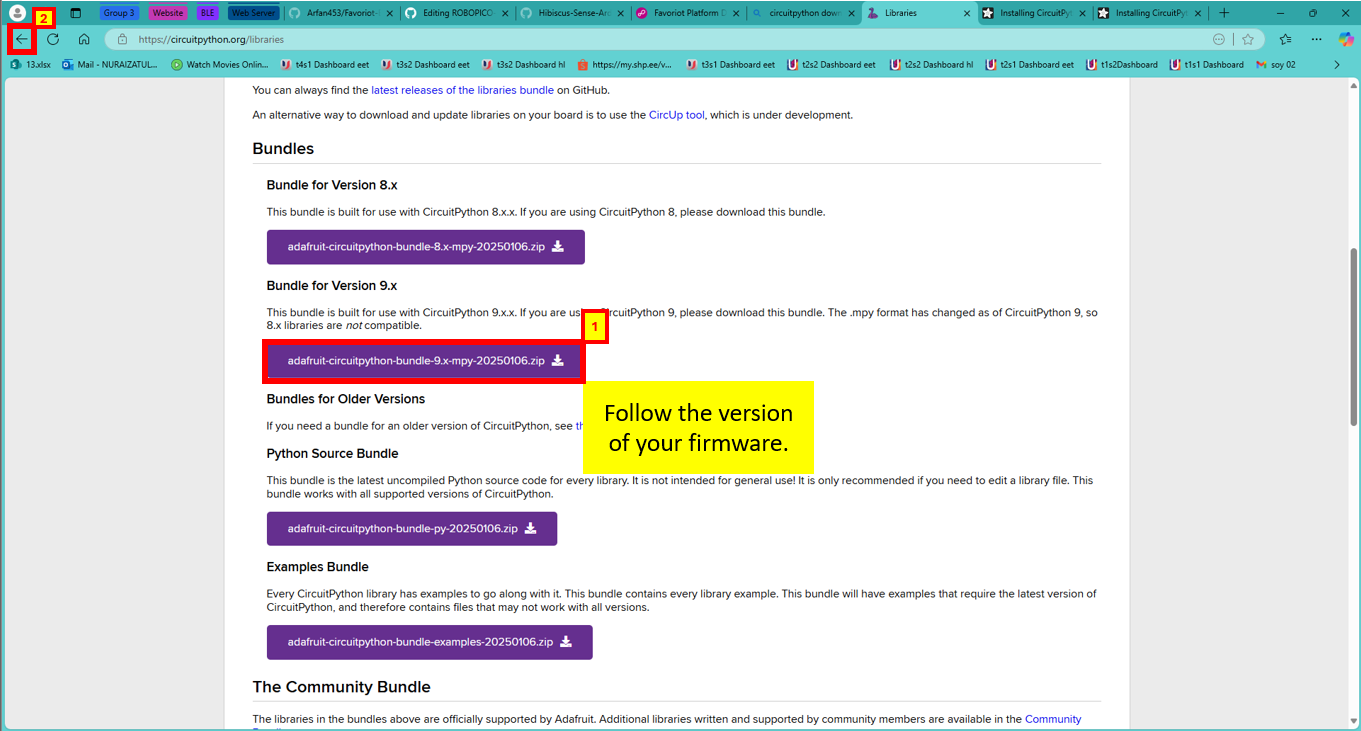 2
Group 3
Website
BLE
Web Server
Arfan453/Favoriot-
Editing ROBOPICO
Hibiscus-Sense-Ar
Favoriot Platform D
circuitpython down
Libraries
Installing CircuitPy
Installing CircuitPyt
https://circuitpython.org/libraries
13.xlsx
Mail - NURAIZATUL...
Watch Movies Onlin...
t4s1 Dashboard eet
t3s2 Dashboard eet
t3s2 Dashboard hl
https://my.shp.ee/v...
t3s1 Dashboard eet
t2s2 Dashboard eet
t2s2 Dashboard hl
t2s1 Dashboard eet
t1s2Dashboard
t1s1 Dashboard
soy 02
You can always find the latest releases of the libraries bundle on GitHub.
An alternative way to download and update libraries on your board is to use the CircUp tool, which is under development.
Bundles
Bundle for Version 8.x
This bundle is built for use with CircuitPython 8.x.x. If you are using CircuitPython 8, please download this bundle.
adafruit-circuitpython-bundle-8.x-mpy-20250106.zip
Bundle for Version 9.x
This bundle is built for use with CircuitPython 9.x.x. If you are us rcuitPython 9, please download this bundle. The .mpy format has changed as of CircuitPython 9, so
8.x libraries are not compatible.
1
adafruit-circuitpython-bundle-9.x-mpy-20250106.zip
Follow the version
of your firmware.
Bundles for Older Versions
If you need a bundle for an older version of CircuitPython, see th
Python Source Bundle
This bundle is the latest uncompiled Python source code for every library. It is not intended for general use! It is only recommended if you need to edit a library file. This
bundle works with all supported versions of CircuitPython.
adafruit-circuitpython-bundle-py-20250106.zip
Examples Bundle
Every CircuitPython library has examples to go along with it. This bundle contains every library example. This bundle will have examples that require the latest version of
CircuitPython, and therefore contains files that may not work with all versions.
adafruit-circuitpython-bundle-examples-20250106.zip
The Community Bundle
The libraries in the bundles above are officially supported by Adafruit. Additional libraries written and supported by community members are available in the Community